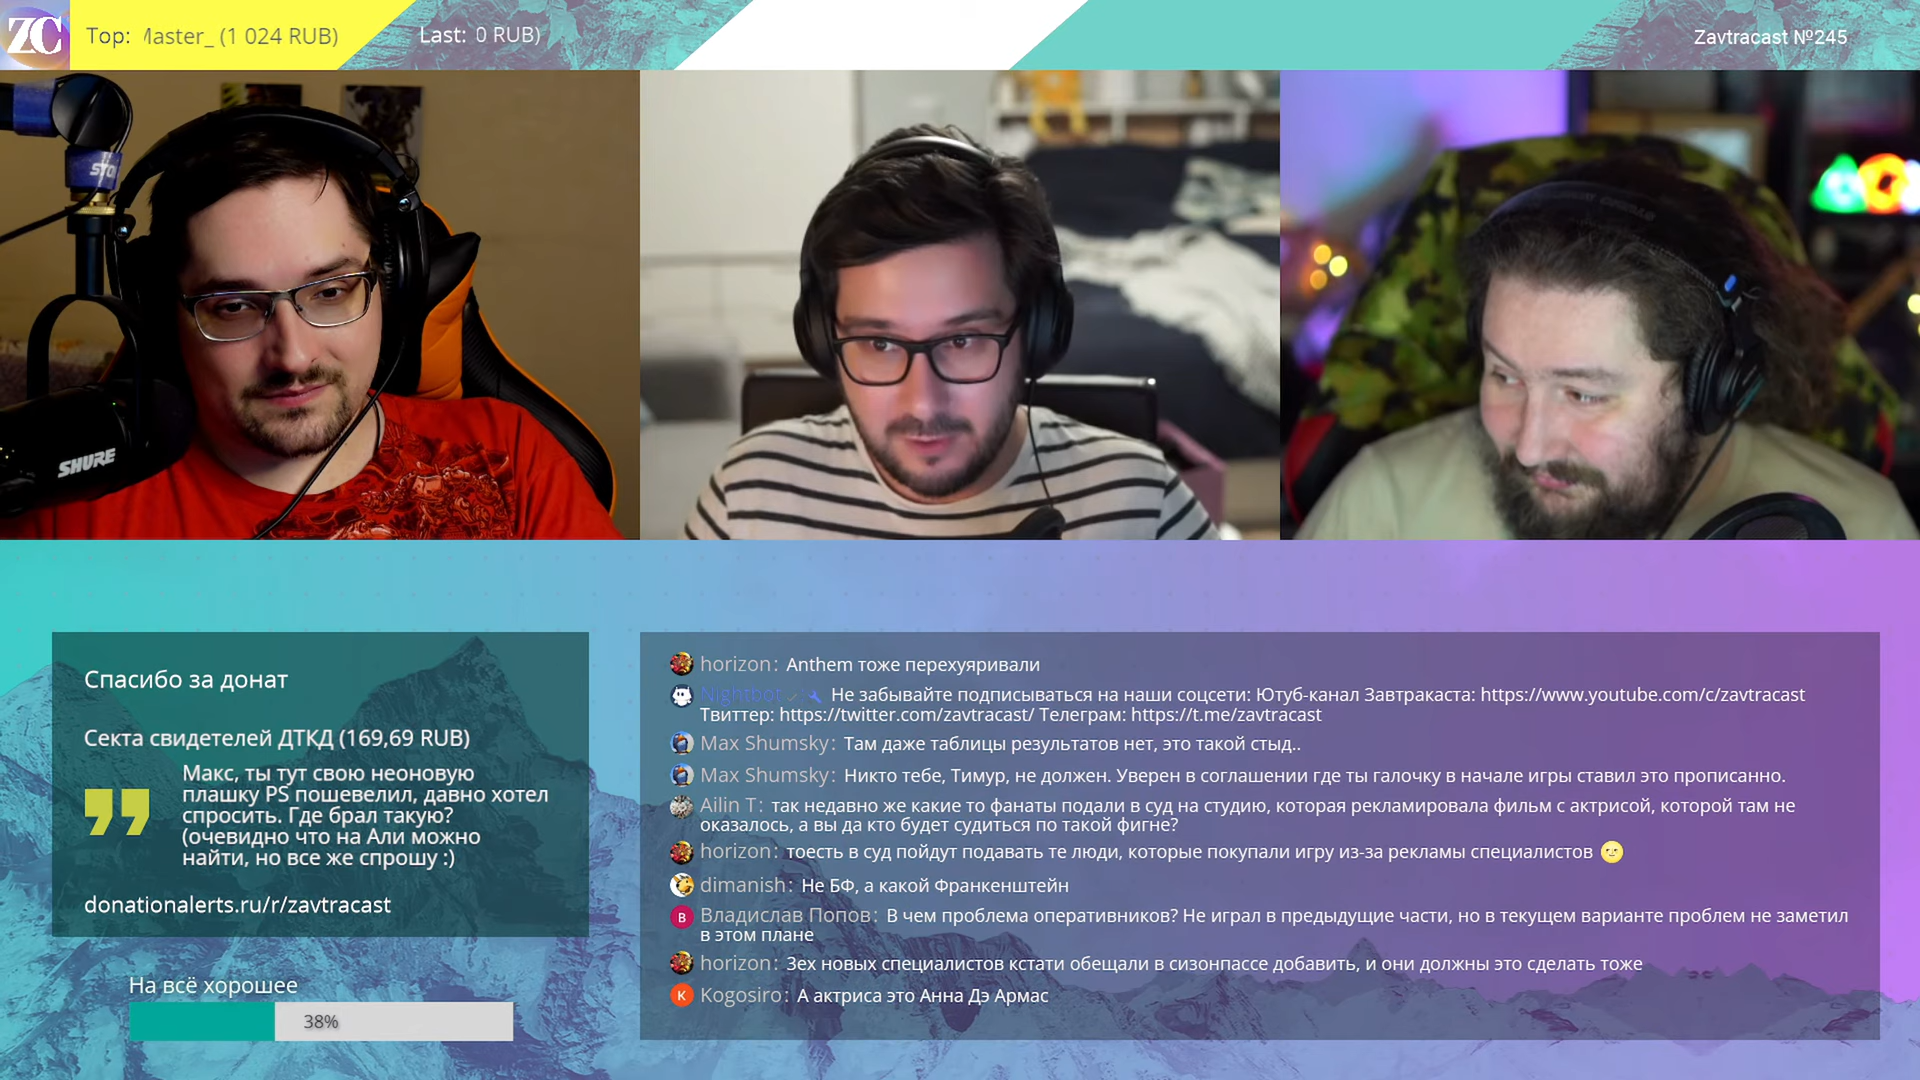 ZC
Top: Master_ (1 024 RUB)
Last: 0 RUB)
Zavtracast №245
STO
SHURE
Спасибо за донат
Секта свидетелей ДТКД (169,69 RUB)
Макс, ты тут свою неоновую
плашку PS пошевелил, давно хотел
спросить. Где брал такую?
(очевидно что на Али можно
найти, но все же спрошу :)
donationalerts.ru/r/zavtracast
На всё хорошее
38%
horizon: Anthem тоже перехуяривали
Nightbot Не забывайте подписываться на наши соцсети: Ютуб-канал Завтракаста: https://www.youtube.com/c/zavtracast
Твиттер: https://twitter.com/zavtracast/ Телеграм: https://t.me/zavtracast
Max Shumsky: Там даже таблицы результатов нет, это такой стыд..
Max Shumsky: Никто тебе, Тимур, не должен. Уверен в соглашении где ты галочку в начале игры ставил это прописанно.
Ailin T: так недавно же какие то фанаты подали в суд на студию, которая рекламировала фильм с актрисой, которой там не
оказалось, а вы да кто будет судиться по такой фигне?
horizon: тоесть в суд пойдут подавать те люди, которые покупали игру из-за рекламы специалистов
dimanish: Не БФ, а какой Франкенштейн
В Владислав Попов: В чем проблема оперативников? Не играл в предыдущие части, но в текущем варианте проблем не заметил
в этом плане
horizon: 3ех новых специалистов кстати обещали в сизонпассе добавить, и они должны это сделать тоже
K Kogosiro: А актриса это Анна Дэ Армас